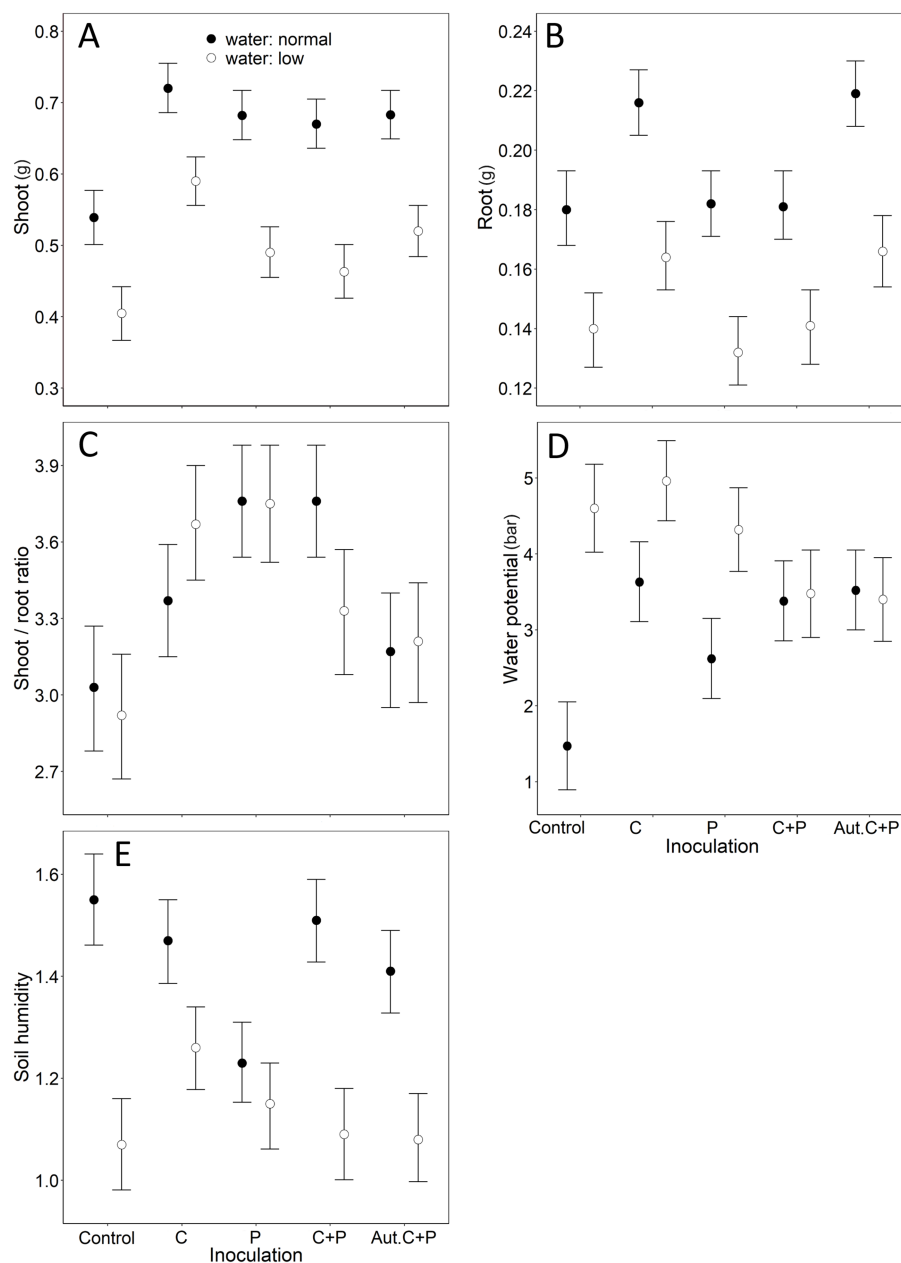 A
water: normal
water: low
0.8
0.7
0.6
0.5
0.4
0.3
Shoot (g)
B
0.24
0.22
0.20
0.18
0.16
0.14
0.12
Root (g)
C
3.9
3.6
3.3
3.0
2.7
Shoot / root ratio
D
5
4
3
2
1
Water potential (bar)
Control C P C+P Aut.C+P
Inoculation
E
1.6
1.4
1.2
1.0
Soil humidity
Control C P C+P Aut.C+P
Inoculation